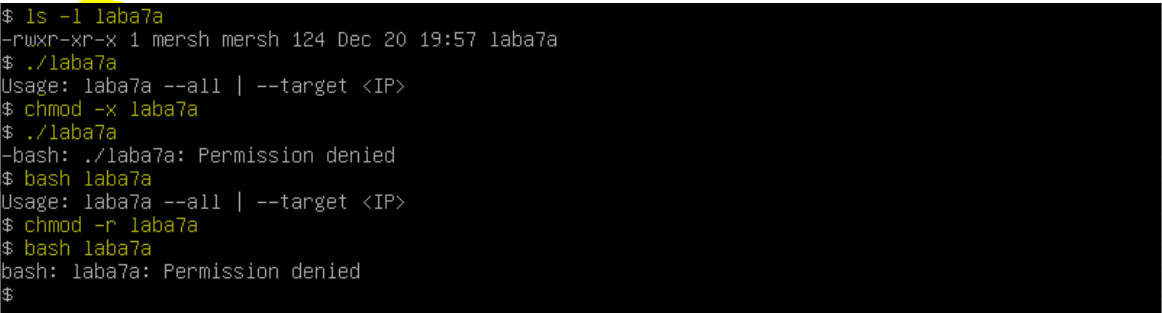 $ ls -l laba7a
-rwxr-xr-x 1 mersh mersh 124 Dec 20 19:57 laba7a
$ ./laba7a
Usage: laba7a --all | --target <IP>
$ chmod -x laba7a
$ ./laba7a
-bash: ./laba7a: Permission denied
$ bash laba7a
Usage: laba7a --all | --target <IP>
$ chmod -r laba7a
$ bash laba7a
bash: laba7a: Permission denied
$